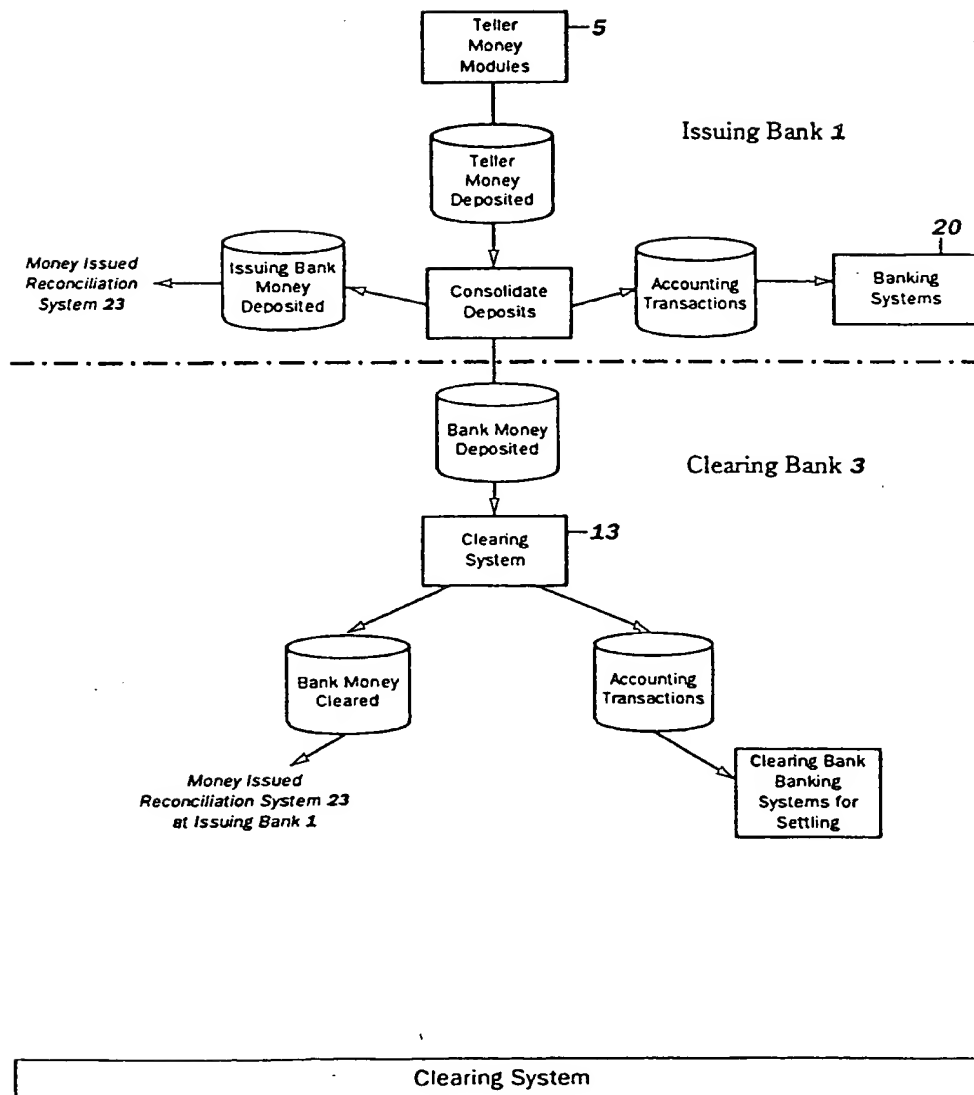 Teller
Money
Modules
5
Issuing Bank 1
Teller
Money
Deposited
20
Money Issued
Reconciliation
System 23
Issuing Bank
Money
Deposited
Consolidate
Deposits
Accounting
Transactions
Banking
Systems
Bank Money
Deposited
Clearing Bank 3
Clearing
System
13
Bank Money
Cleared
Accounting
Transactions
Money Issued
Reconciliation System 23
at Issuing Bank 1
Clearing Bank
Banking
Systems for
Settling
Clearing System